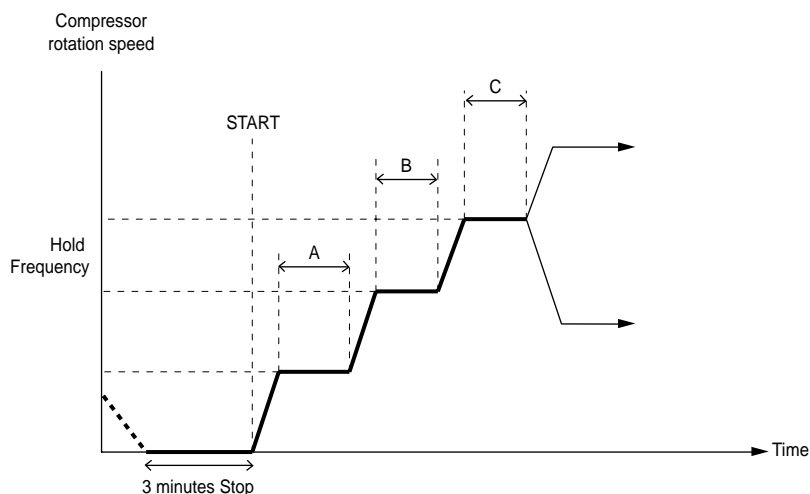 Compressor
rotation speed
START
C
B
A
Hold
Frequency
Time
3 minutes Stop